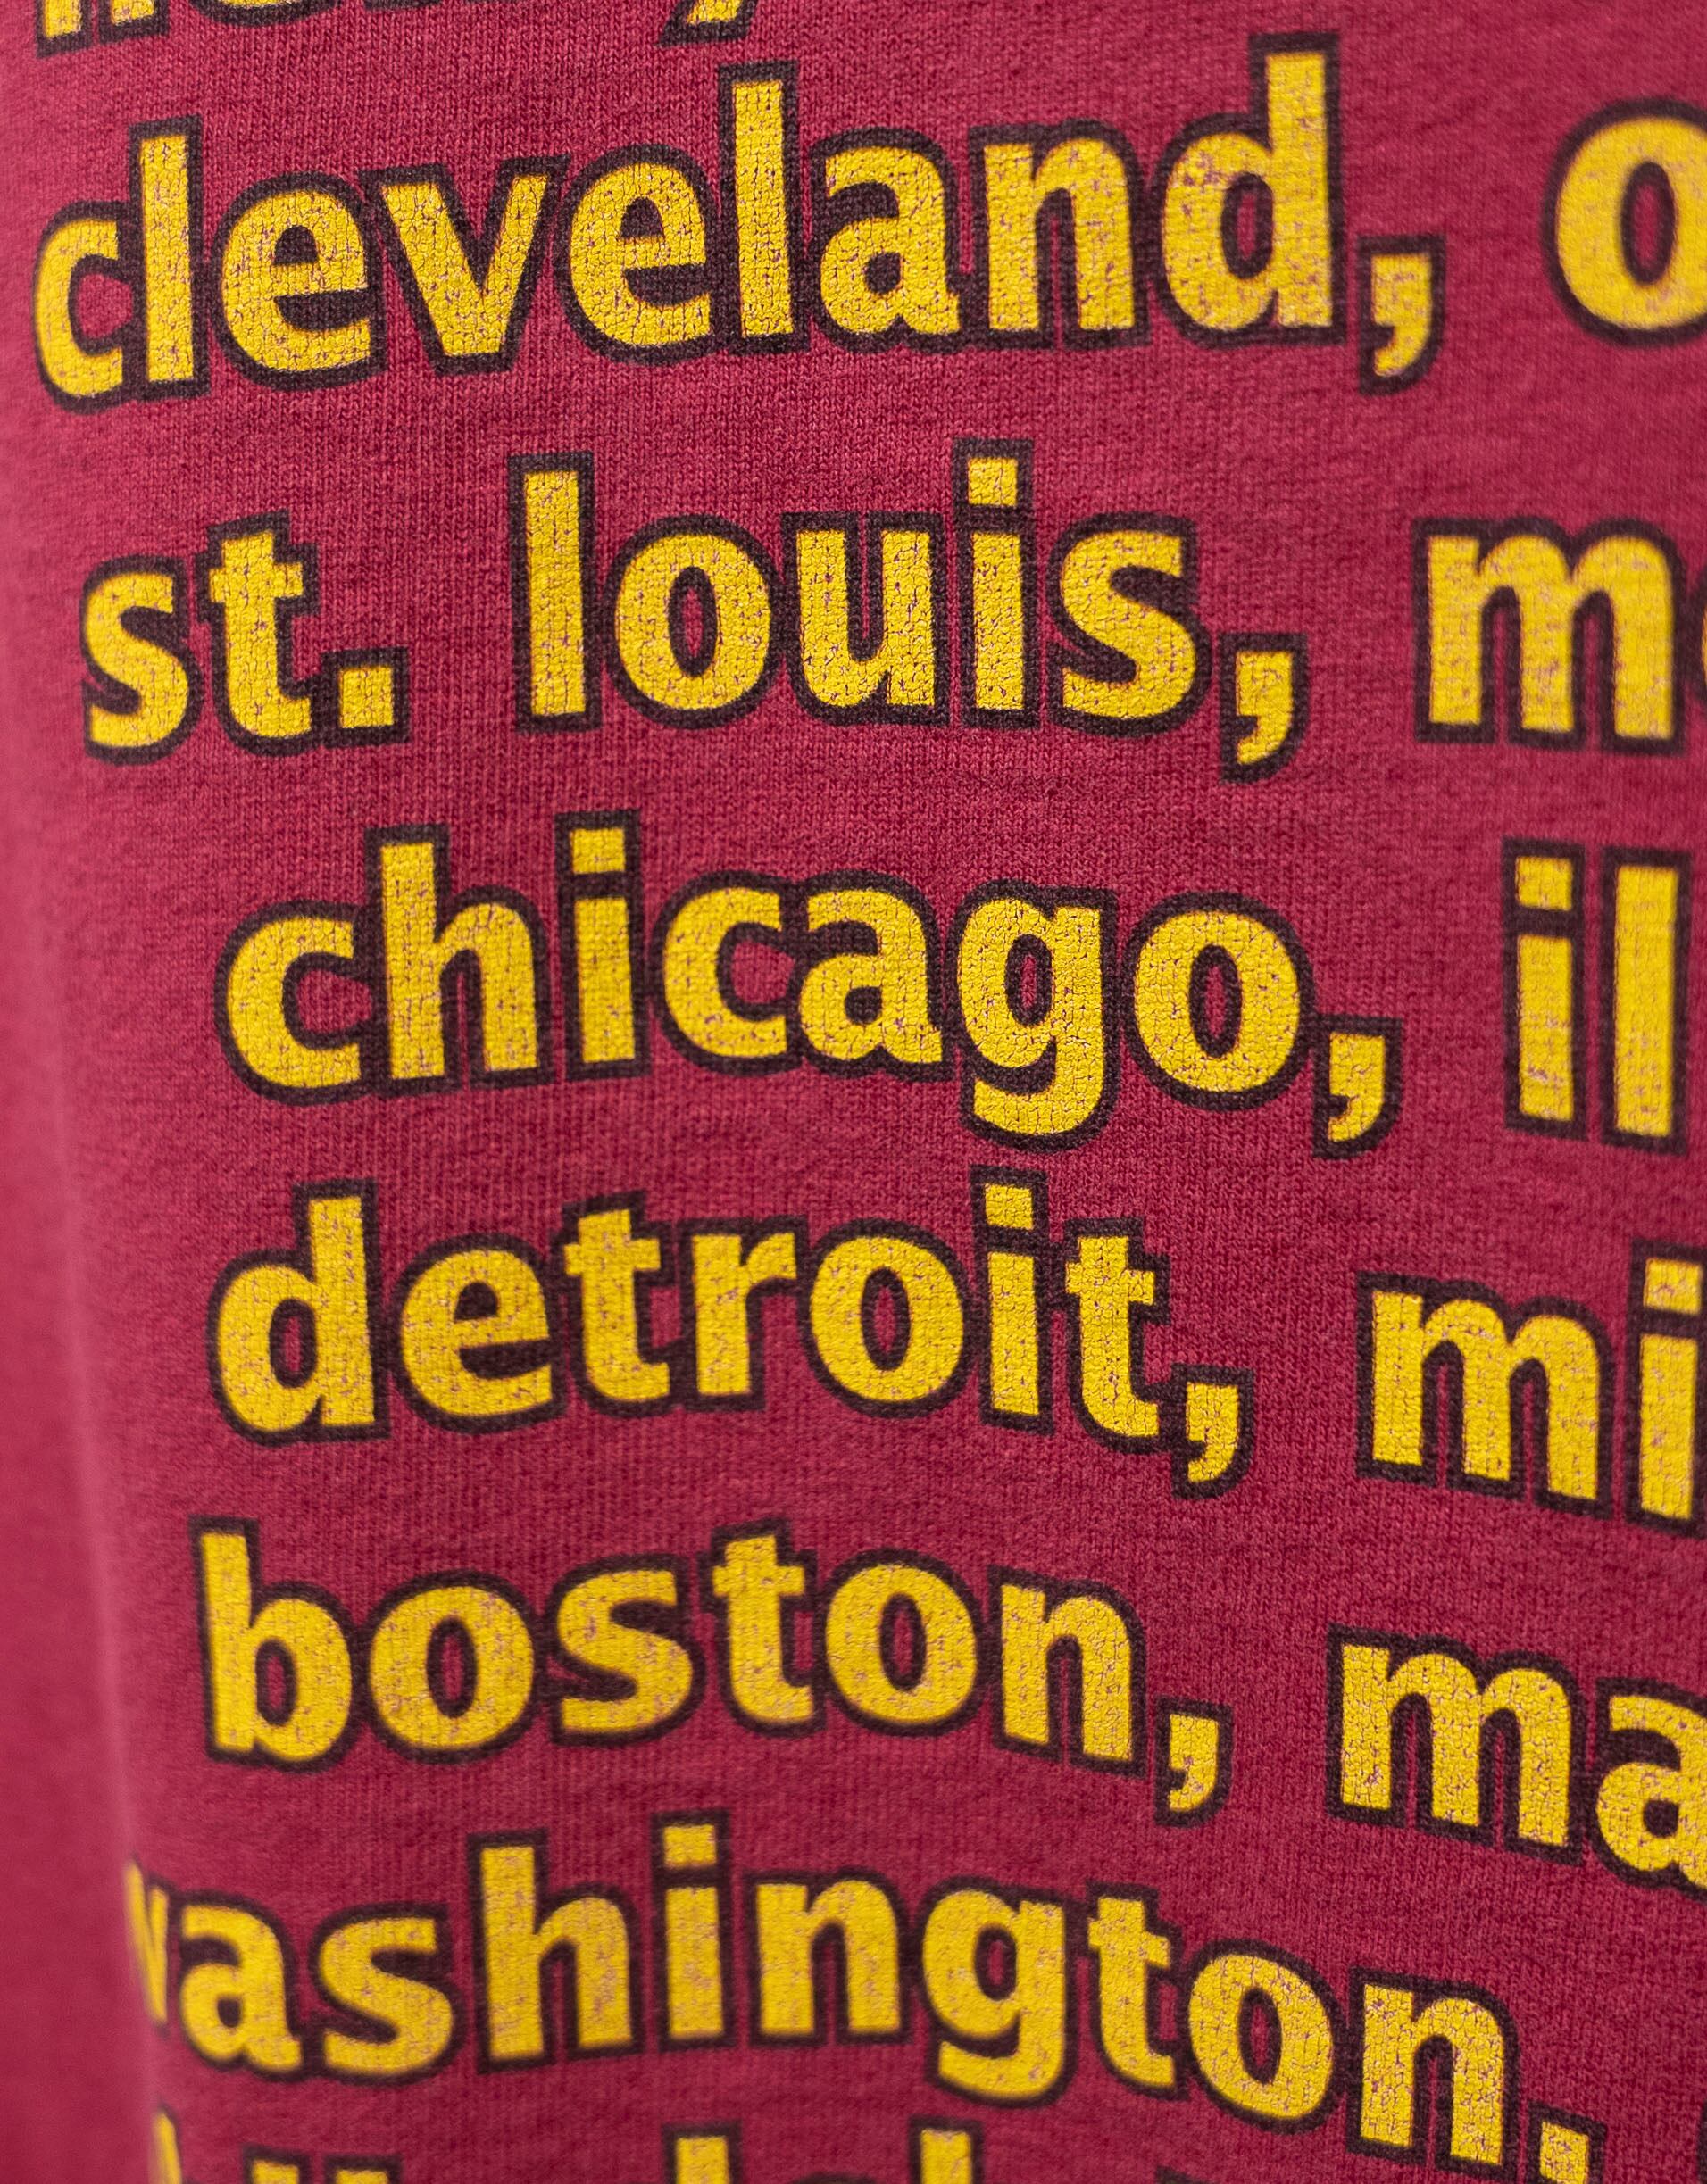 cleveland, o
st. louis, mo
chicago, il
detroit, mi
boston, ma
washington,